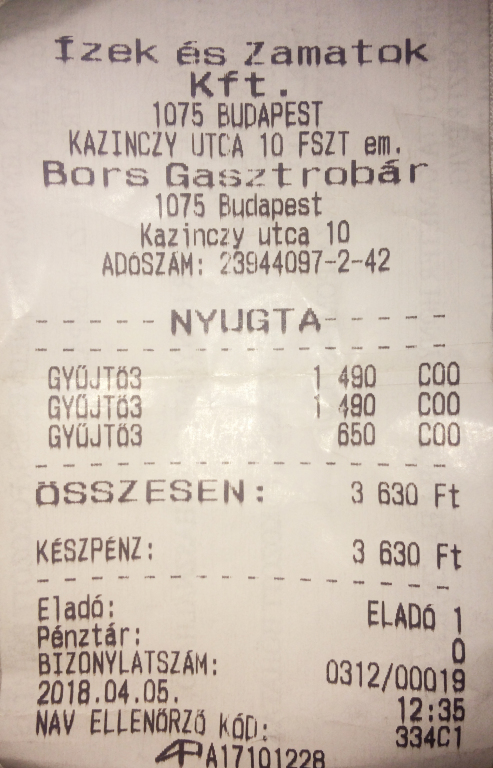 Ízek és Zamatok
Kft.
1075 BUDAPEST
KAZINCZY UTCA 10 FSZT em.
Bors Gasztrobár
1075 Budapest
Kazinczy utca 10
ADÓSZÁM: 23944097-2-42
- - - - - NYUGTA- - - - -
- - - - - - - - - - - - - - - - -
GYŰJTŐ3 1 490 C00
GYŰJTŐ3 1 490 C00
GYŰJTŐ3 650 C00
- - - - - - - - - - - - - - - - -
ÖSSZESEN: 3 630 Ft
KÉSZPÉNZ: 3 630 Ft
- - - - - - - - - - - - - - - - -
Eladó: ELADÓ 1
Pénztár: 0
BIZONYLATSZÁM: 0312/00019
2018.04.05. 12:35
NAV ELLENŐRZŐ KÓD: 334C1
AP A17101228